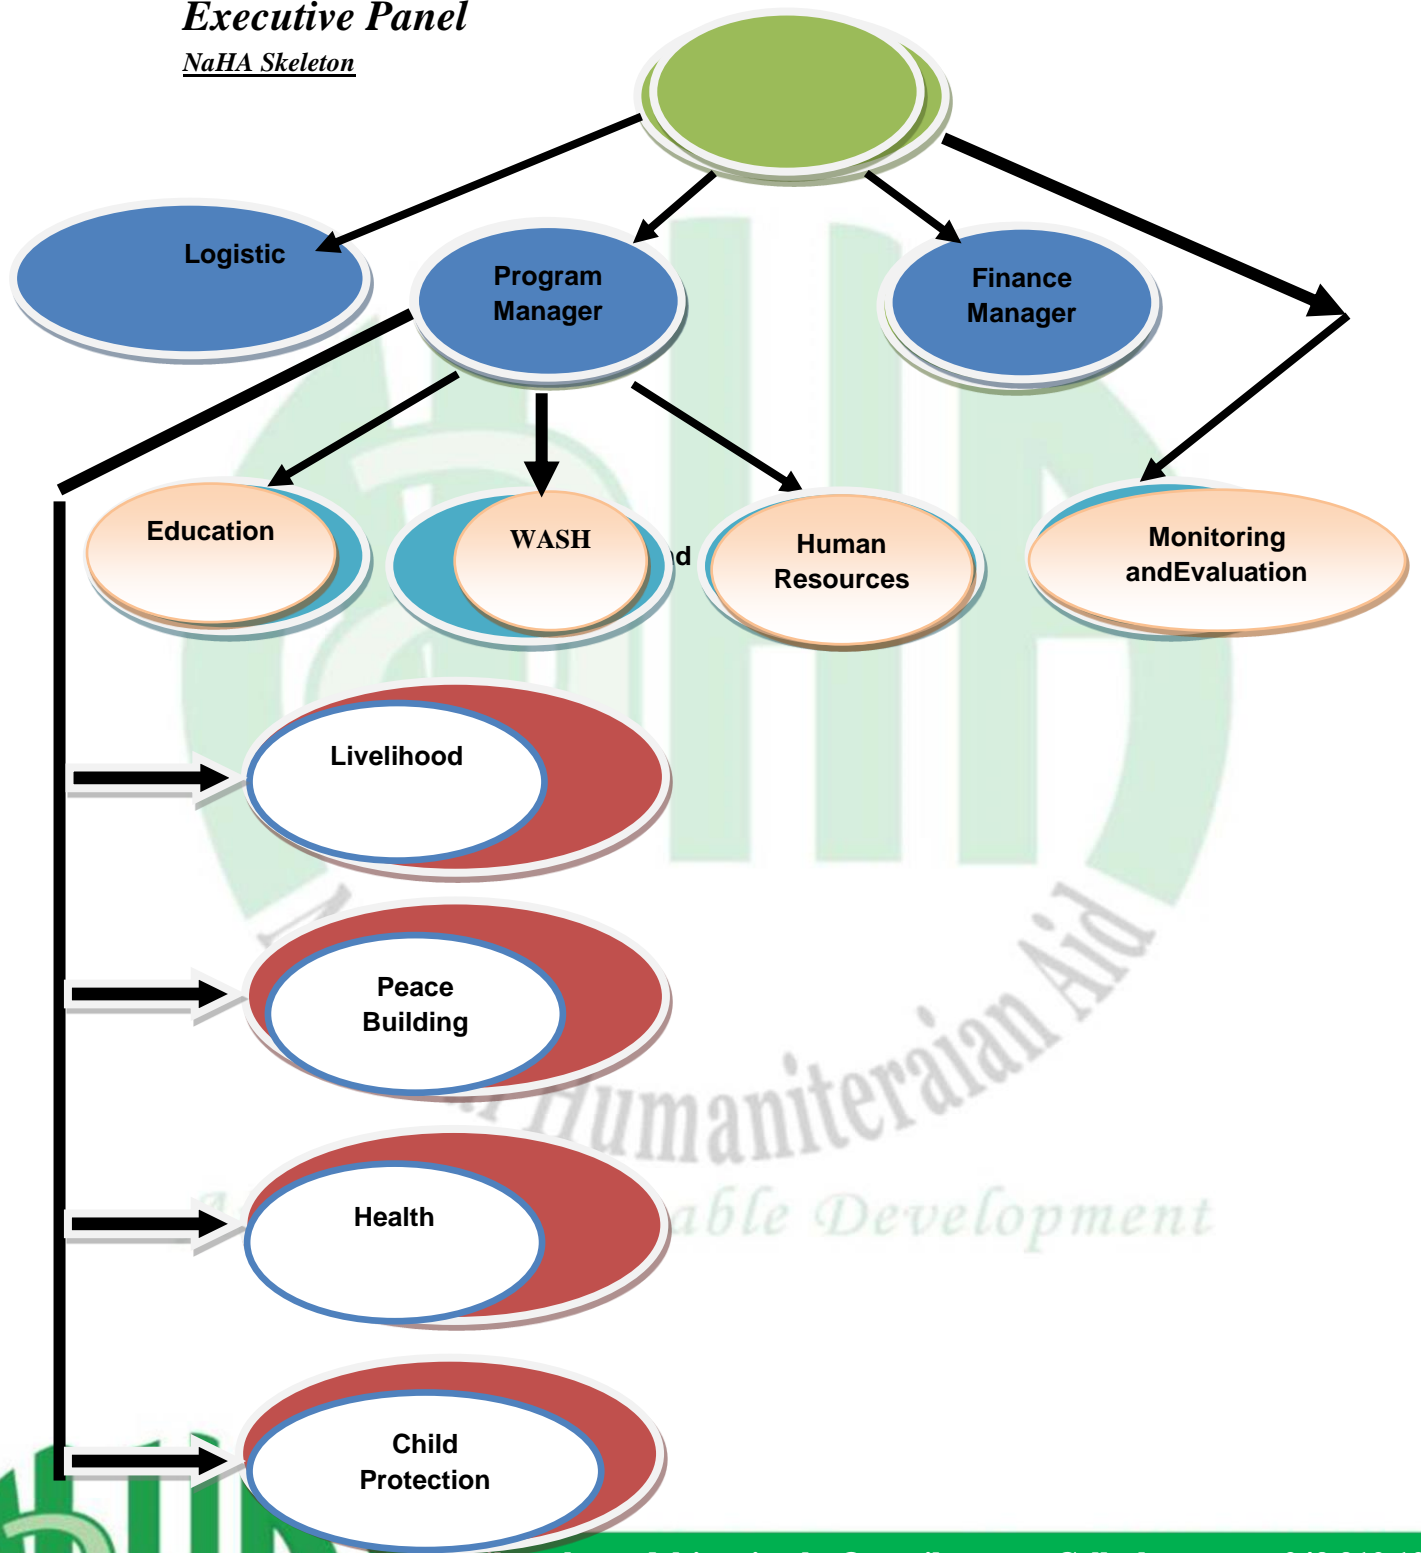 Executive Panel
NaHA Skeleton
Logistic
Program
Manager
Finance
Manager
Education
WASH
nd
Human
Resources
Monitoring
andEvaluation
Livelihood
Peace
Building
Health
Child
Protection
Humaniteraian Aid
able Development